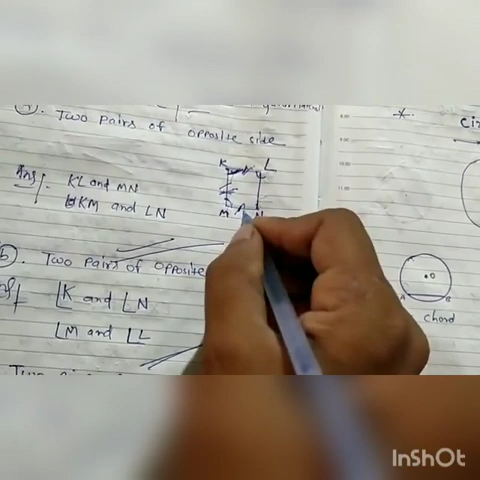 (a). Two pairs of opposite side
K L
Ans). KL and MN
KM and LN
M N
b). Two pairs of opposite
∠K and ∠N
∠M and ∠L
Cir
O
A B
chord
InShOt